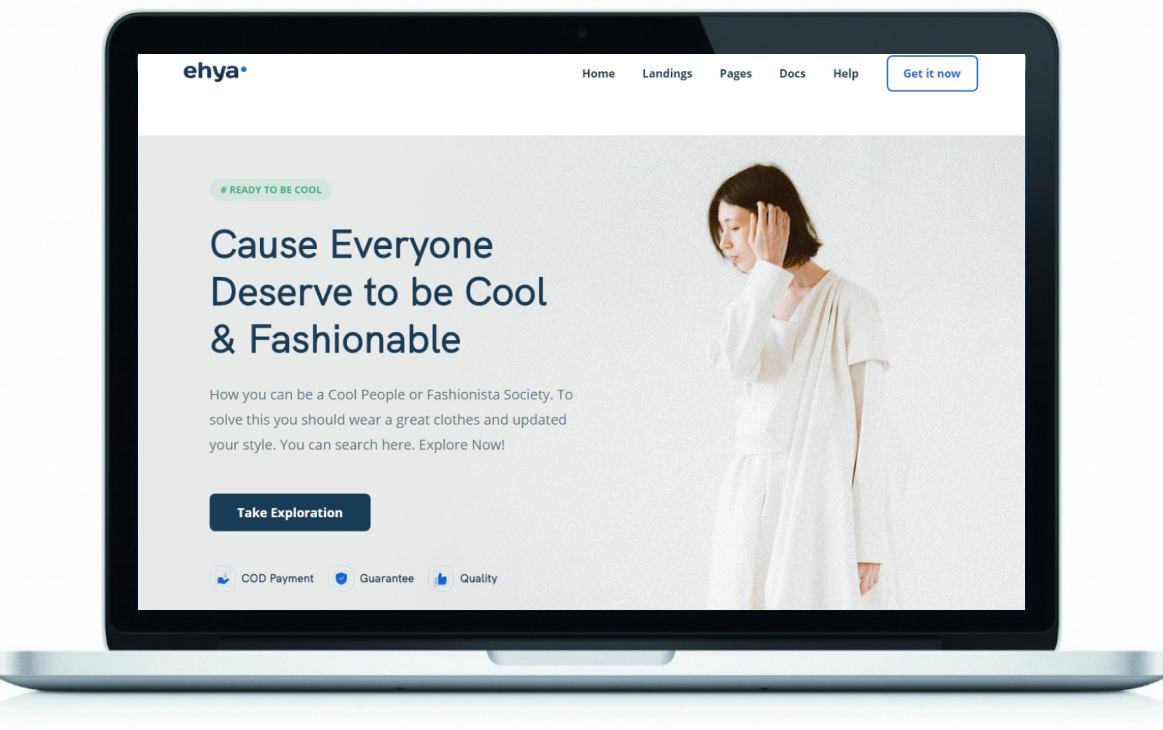 ehya
Home Landings Pages Docs Help Get it now
# READY TO BE COOL
Cause Everyone
Deserve to be Cool
& Fashionable
How you can be a Cool People or Fashionista Society. To
solve this you should wear a great clothes and updated
your style. You can search here. Explore Now!
Take Exploration
COD Payment Guarantee Quality